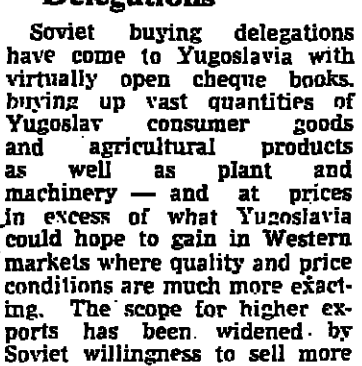 Delegations
Soviet buying delegations
have come to Yugoslavia with
virtually open cheque books,
buying up vast quantities of
Yugoslav consumer goods
and agricultural products
as well as plant and
machinery — and at prices
in excess of what Yugoslavia
could hope to gain in Western
markets where quality and price
conditions are much more exact-
ing. The scope for higher ex-
ports has been widened by
Soviet willingness to sell more